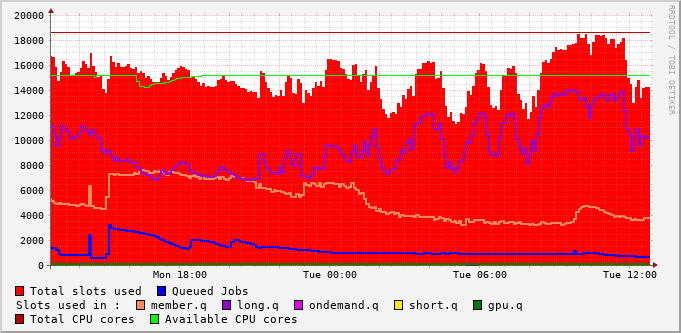 20000
18000
16000
14000
12000
10000
8000
6000
4000
2000
0
Mon 18:00 Tue 00:00 Tue 06:00 Tue 12:00
RRDTOOL / TOBI OETIKER
Total slots used Queued Jobs
Slots used in : member.q long.q ondemand.q short.q gpu.q
Total CPU cores Available CPU cores